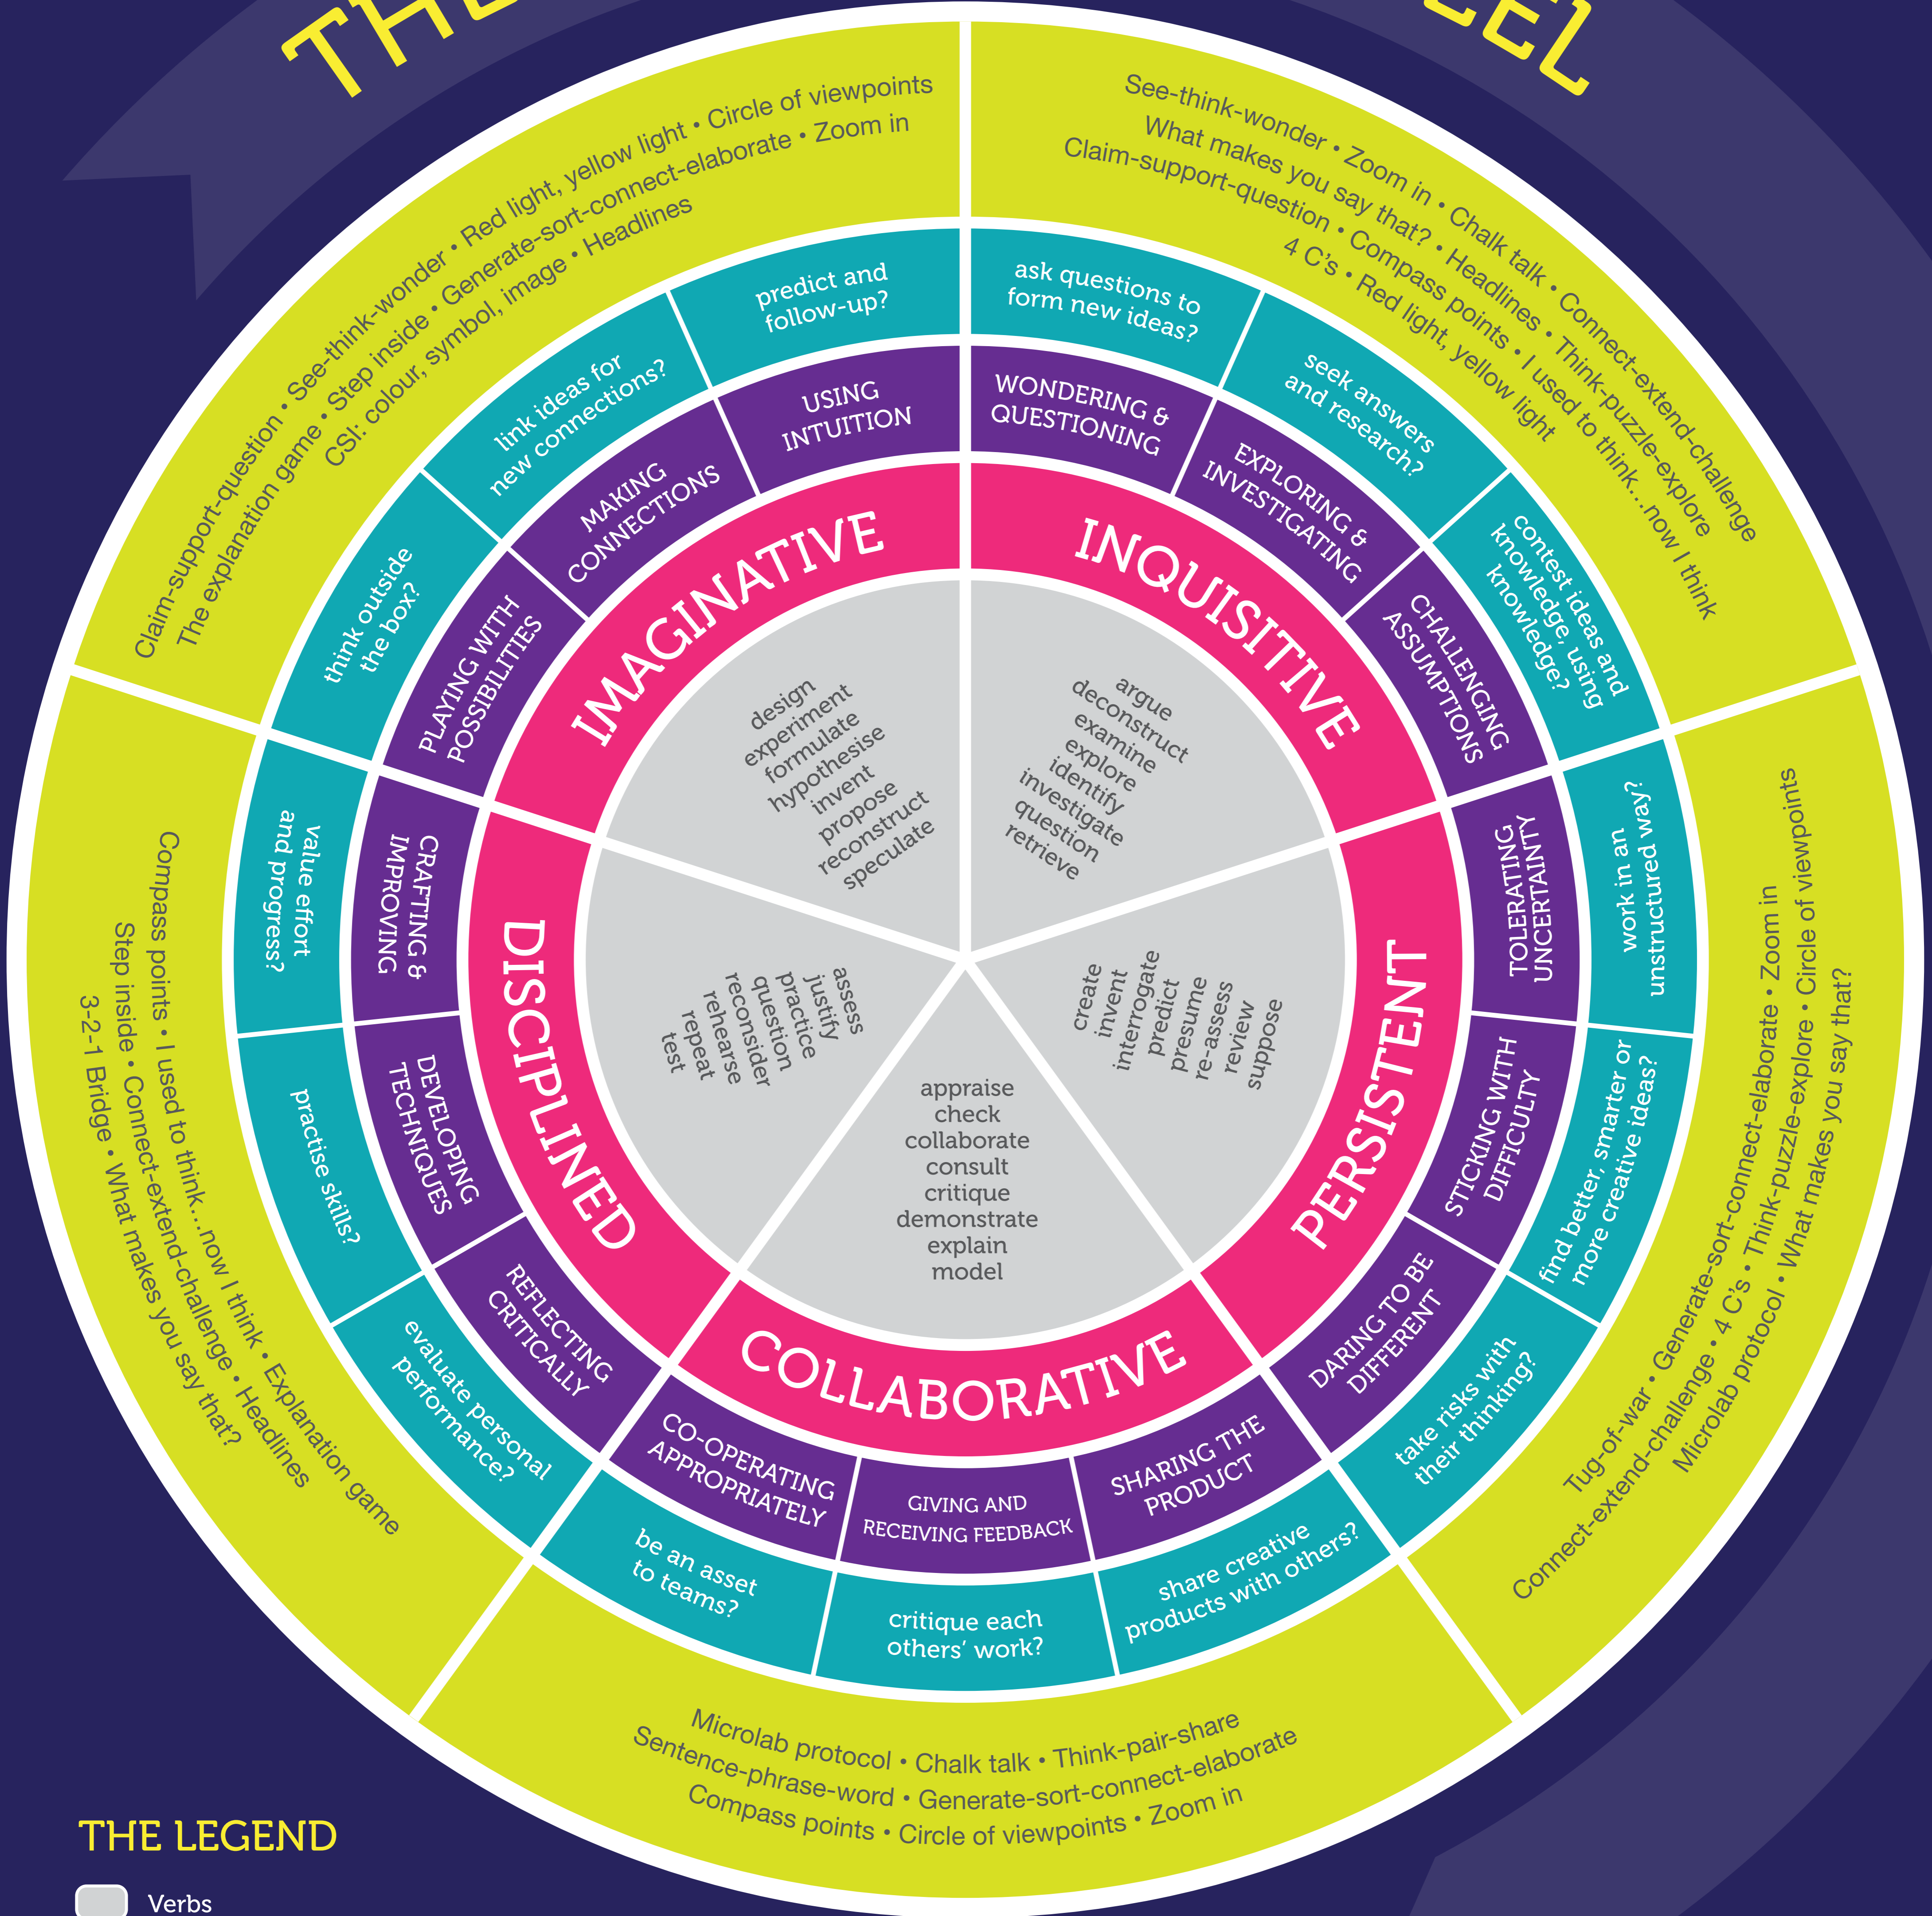 THE
EEL
Claim-support-question • See-think-wonder • Red light, yellow light • Circle of viewpoints
The explanation game • Step inside • Generate-sort-connect-elaborate • Zoom in
CSI: colour, symbol, image • Headlines
See-think-wonder • Zoom in • Chalk talk • Connect-extend-challenge
What makes you say that? • Headlines • Think-puzzle-explore
Claim-support-question • Compass points • I used to think...now I think
4 C's • Red light, yellow light
think outside
the box?
link ideas for
new connections?
predict and
follow-up?
ask questions to
form new ideas?
seek answers
and research?
contest ideas and
knowledge, using
knowledge?
PLAYING WITH
POSSIBILITIES
MAKING
CONNECTIONS
USING
INTUITION
WONDERING &
QUESTIONING
EXPLORING &
INVESTIGATING
CHALLENGING
ASSUMPTIONS
IMAGINATIVE
INQUISITIVE
design
experiment
formulate
hypothesise
invent
propose
reconstruct
speculate
argue
deconstruct
examine
explore
identify
investigate
question
retrieve
work in an
unstructured way?
find better, smarter or
more creative ideas?
take risks with
their thinking?
TOLERATING
UNCERTAINTY
STICKING WITH
DIFFICULTY
DARING TO BE
DIFFERENT
PERSISTENT
create
invent
interrogate
predict
presume
re-assess
review
suppose
Tug-of-war • Generate-sort-connect-elaborate • Zoom in
Connect-extend-challenge • 4 C's • Think-puzzle-explore • Circle of viewpoints
Microlab protocol • What makes you say that?
value effort
and progress?
practise skills?
evaluate personal
performance?
CRAFTING &
IMPROVING
DEVELOPING
TECHNIQUES
REFLECTING
CRITICALLY
DISCIPLINED
assess
justify
practice
question
reconsider
rehearse
repeat
test
Compass points • I used to think...now I think • Explanation game
Step inside • Connect-extend-challenge • Headlines
3-2-1 Bridge • What makes you say that?
appraise
check
collaborate
consult
critique
demonstrate
explain
model
COLLABORATIVE
CO-OPERATING
APPROPRIATELY
GIVING AND
RECEIVING FEEDBACK
SHARING THE
PRODUCT
be an asset
to teams?
critique each
others' work?
share creative
products with others?
Microlab protocol • Chalk talk • Think-pair-share
Sentence-phrase-word • Generate-sort-connect-elaborate
Compass points • Circle of viewpoints • Zoom in
THE LEGEND
Verbs